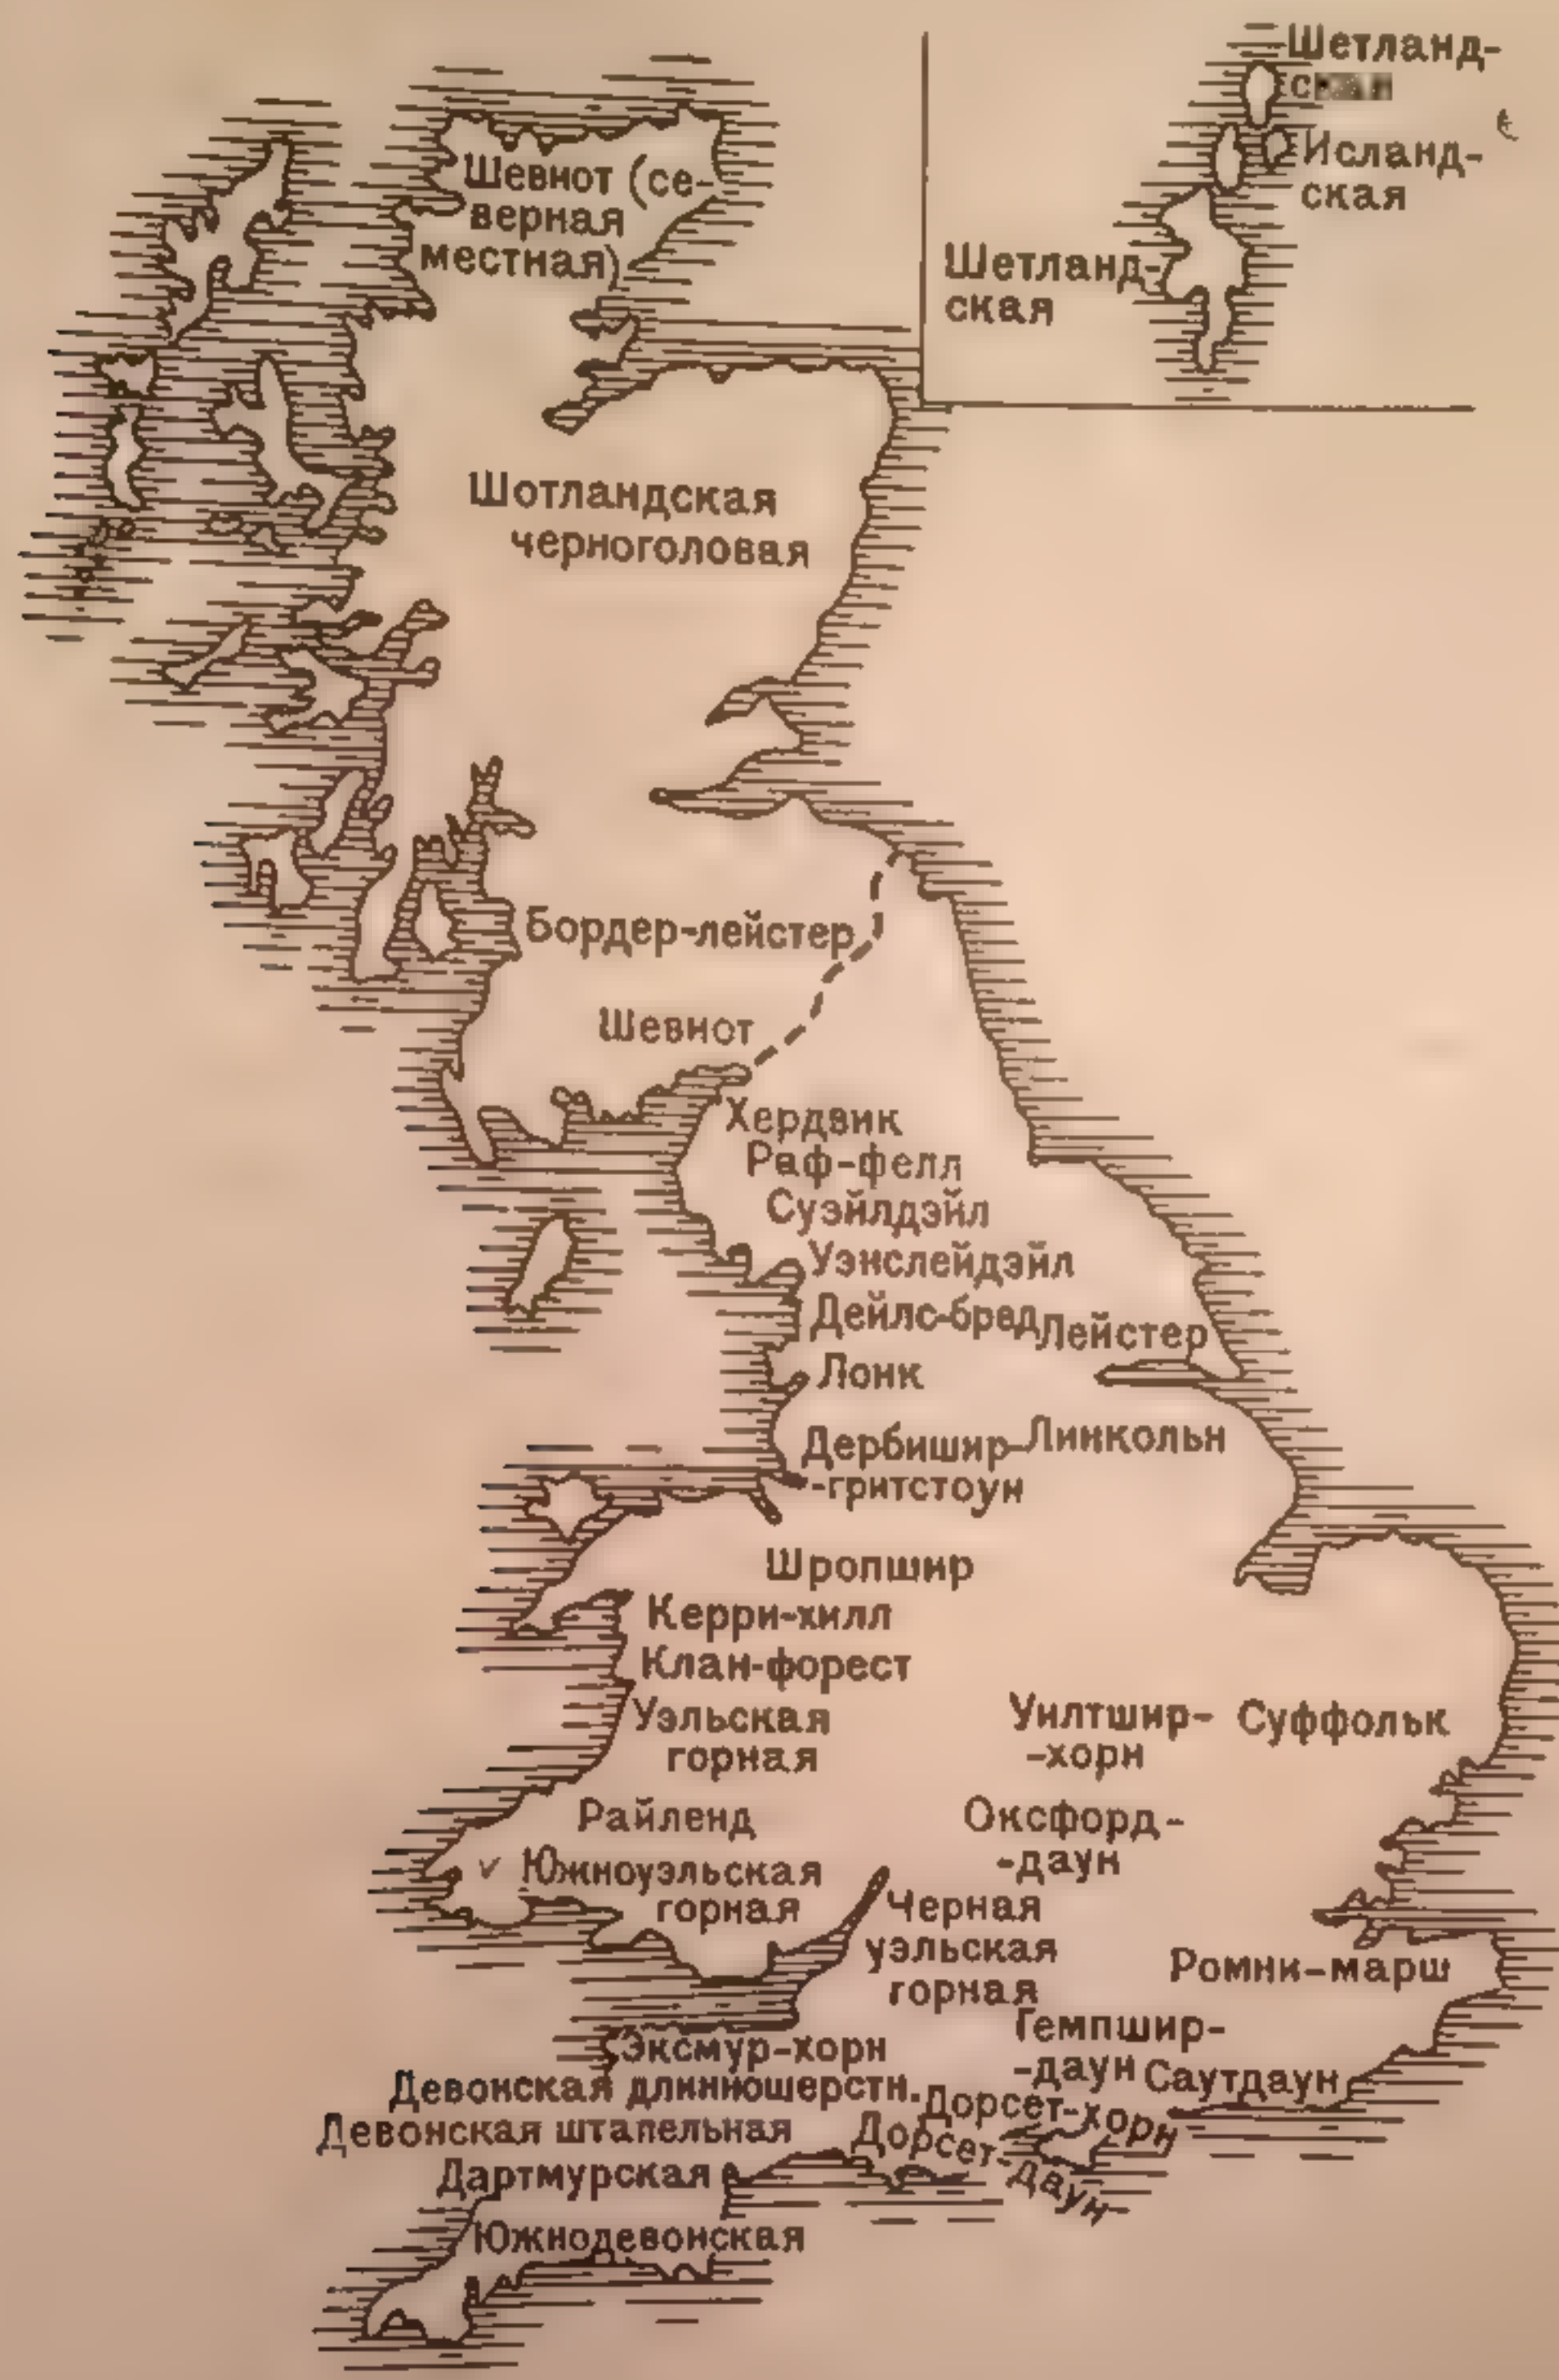 Шетланд-
Исланд-
ская
Шетланд-
ская
Шевиот (се-
верная
местная)
Шотландская
черноголовая
Бордер-лейстер
Шевиот
Хердвик
Раф-фелл
Суэйлдэйл
Уэнслейдэйл
Дейлс-бред
Лейстер
Лонк
Дербишир-
-гритстоун
Линкольн
Шропшир
Керри-хилл
Клан-форест
Уэльская
горная
Уилтшир-
-хорн
Суффольк
Райленд
Оксфорд-
-даун
Южноуэльская
горная
Черная
уэльская
горная
Ромни-марш
Гемпшир-
-даун
Саутдаун
Эксмур-хорн
Девонская длинношерстн.
Дорсет-хорн
Девонская штапельная
Дорсет-даун
Дартмурская
Южнодевонская